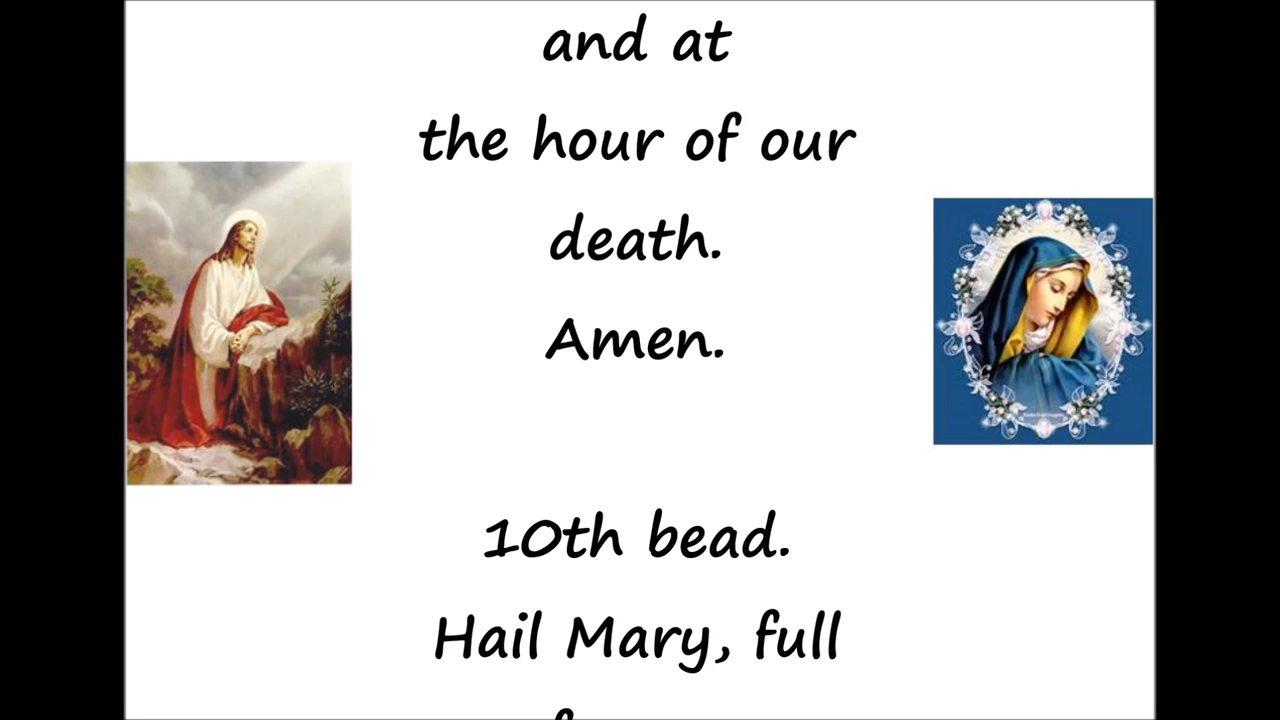 and at
the hour of our
death.
Amen.
10th bead.
Hail Mary, full